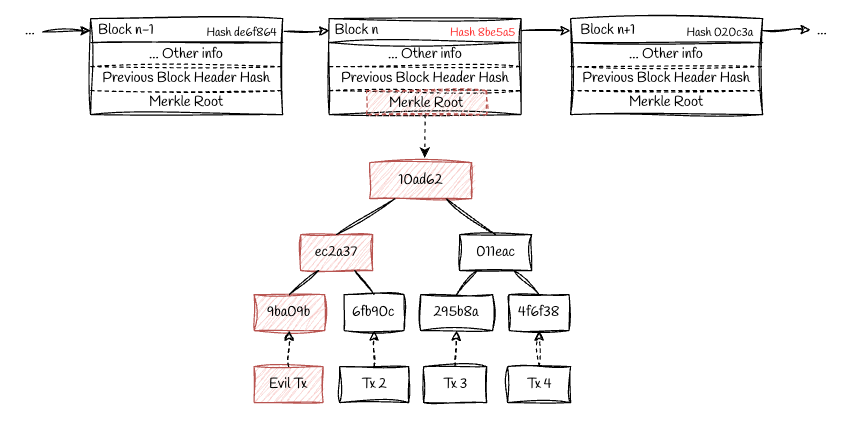 ...
Block n-1 Hash de6f864
... Other info
Previous Block Header Hash
Merkle Root
Block n Hash 8be5a5
... Other info
Previous Block Header Hash
Merkle Root
Block n+1 Hash 020c3a
... Other info
Previous Block Header Hash
Merkle Root
...
10ad62
ec2a37
011eac
9ba09b
6fb90c
295b8a
4f6f38
Evil Tx
Tx 2
Tx 3
Tx 4